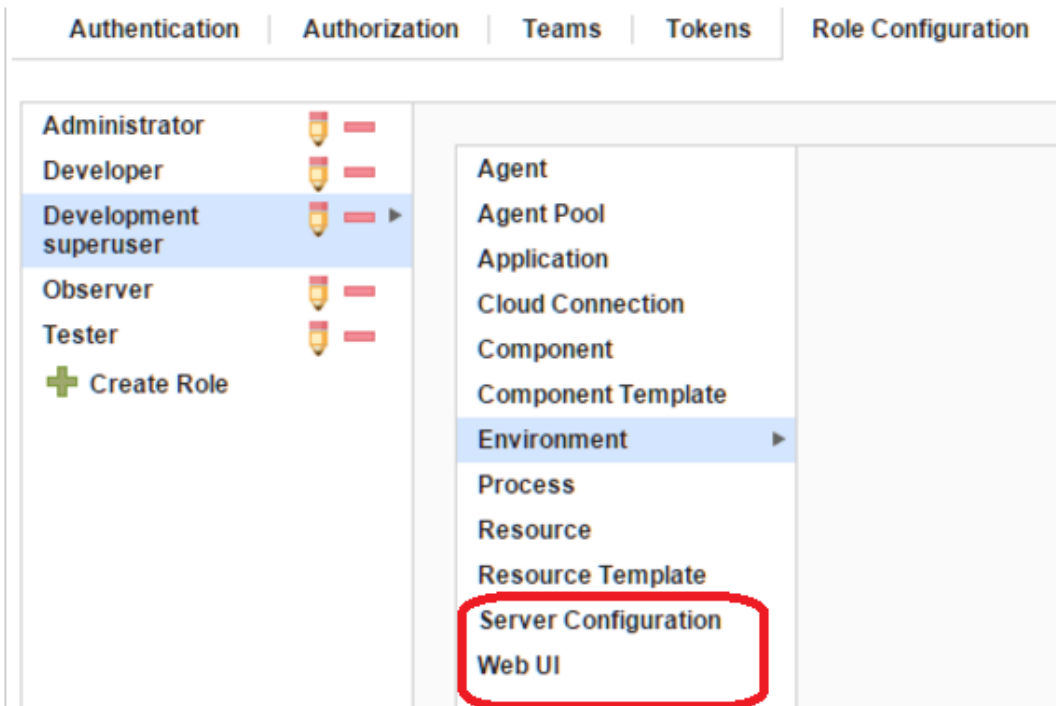 Authentication Authorization Teams Tokens Role Configuration
Administrator
Developer
Development
superuser
Observer
Tester
Create Role
Agent
Agent Pool
Application
Cloud Connection
Component
Component Template
Environment
Process
Resource
Resource Template
Server Configuration
Web UI